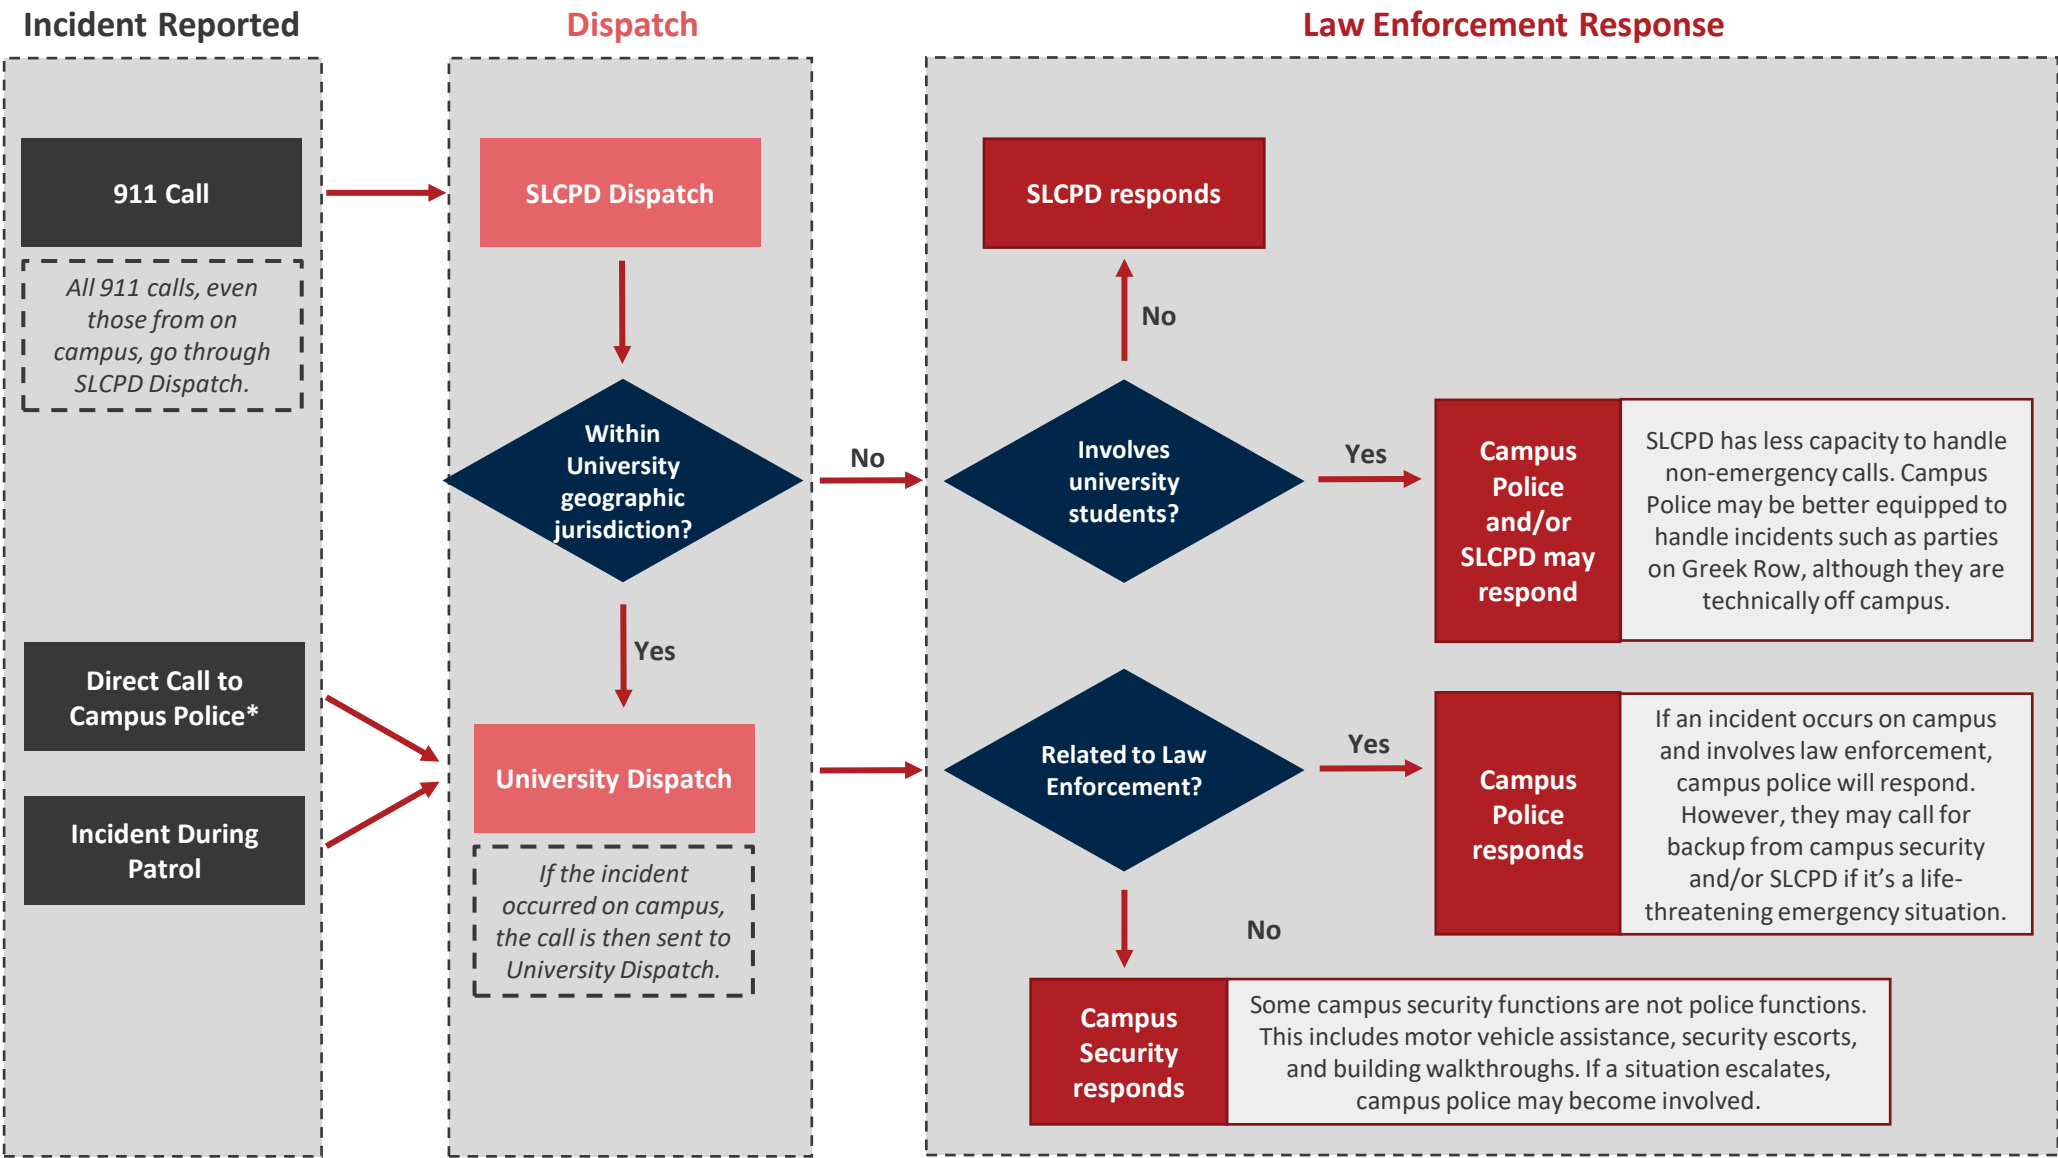 Incident Reported
Dispatch
Law Enforcement Response
911 Call
All 911 calls, even
those from on
campus, go through
SLCPD Dispatch.
Direct Call to
Campus Police*
Incident During
Patrol
SLCPD Dispatch
Within
University
geographic
jurisdiction?
No
Yes
University Dispatch
If the incident
occurred on campus,
the call is then sent to
University Dispatch.
SLCPD responds
No
Involves
university
students?
Yes
Campus
Police
and/or
SLCPD may
respond
SLCPD has less capacity to handle
non-emergency calls. Campus
Police may be better equipped to
handle incidents such as parties
on Greek Row, although they are
technically off campus.
Related to Law
Enforcement?
Yes
Campus
Police
responds
If an incident occurs on campus
and involves law enforcement,
campus police will respond.
However, they may call for
backup from campus security
and/or SLCPD if it's a life-
threatening emergency situation.
No
Campus
Security
responds
Some campus security functions are not police functions.
This includes motor vehicle assistance, security escorts,
and building walkthroughs. If a situation escalates,
campus police may become involved.